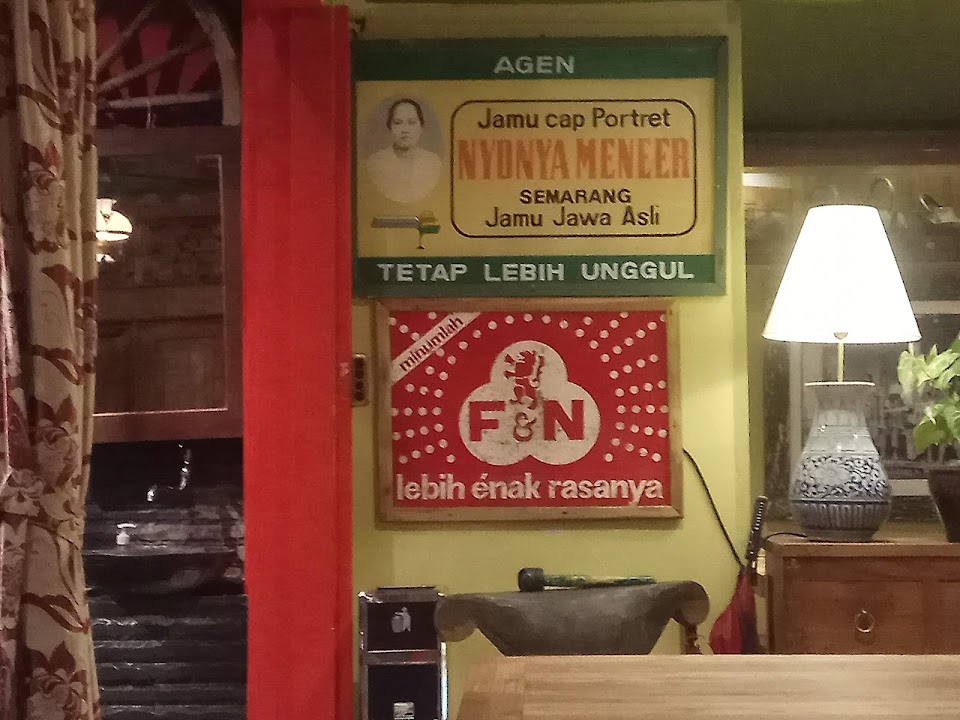 AGEN
Jamu cap Portret
NYONYA MENEER
SEMARANG
Jamu Jawa Asli
TETAP LEBIH UNGGUL
minumlah
F&N
lebih énak rasanya